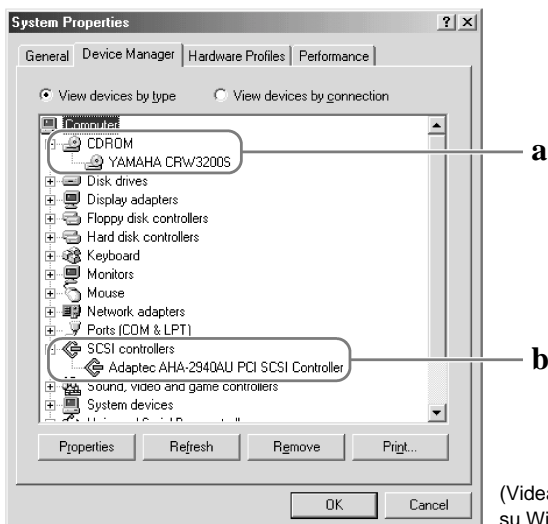 System Properties
General Device Manager Hardware Profiles Performance
View devices by type View devices by connection
Computer
CDROM
a
YAMAHA CRW3200S
Disk drives
Display adapters
Floppy disk controllers
Hard disk controllers
Keyboard
Monitors
Mouse
Network adapters
Ports (COM & LPT)
SCSI controllers
b
Adaptec AHA-2940AU PCI SCSI Controller
Sound, video and game controllers
System devices
Properties Refresh Remove Print...
OK Cancel
(Videa
su Wi